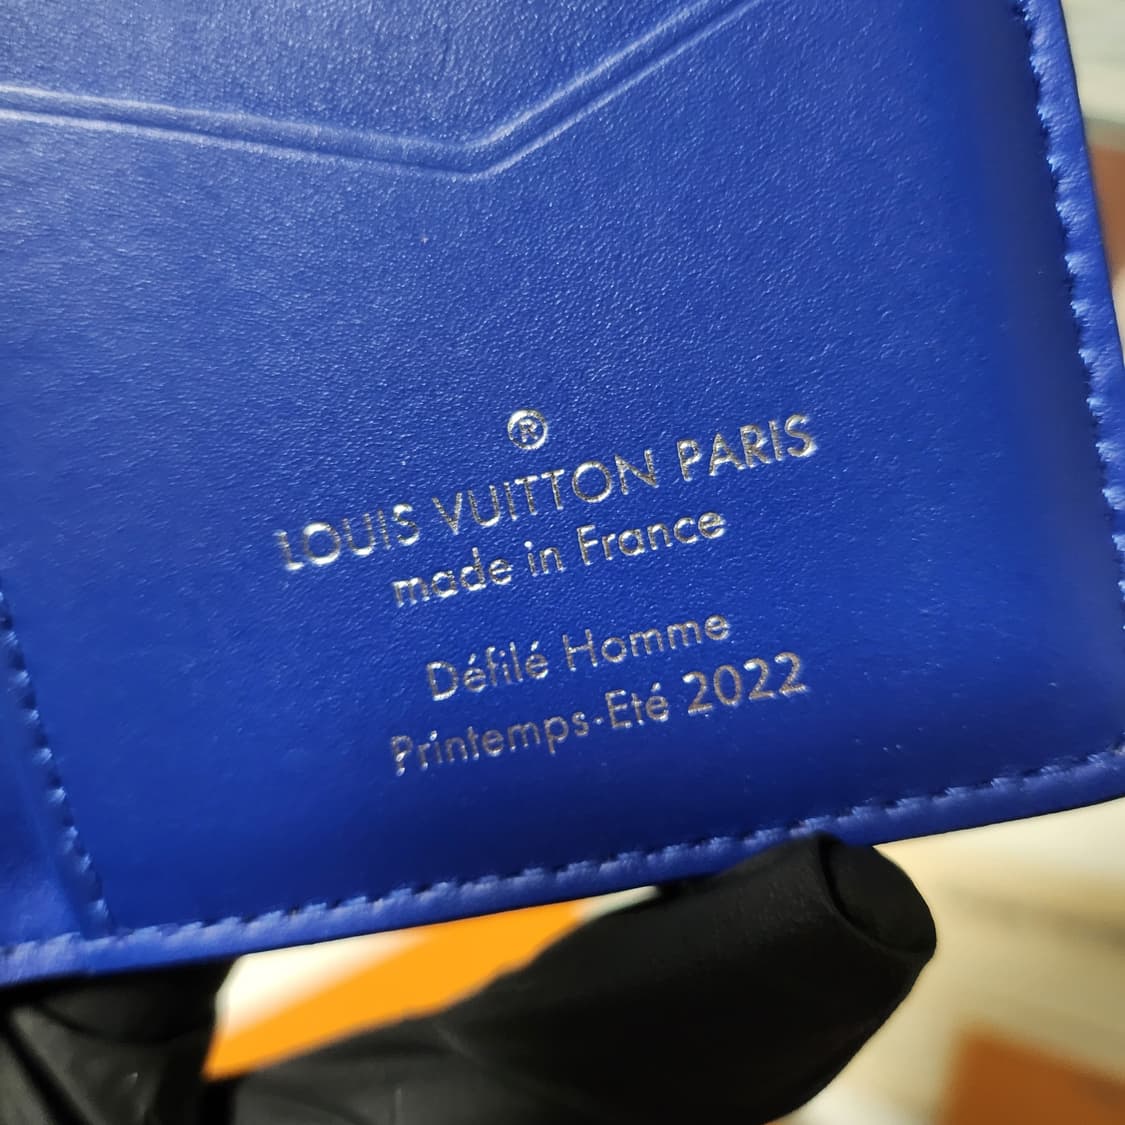 ®
LOUIS VUITTON PARIS
made in France
Défilé Homme
Printemps-Eté 2022